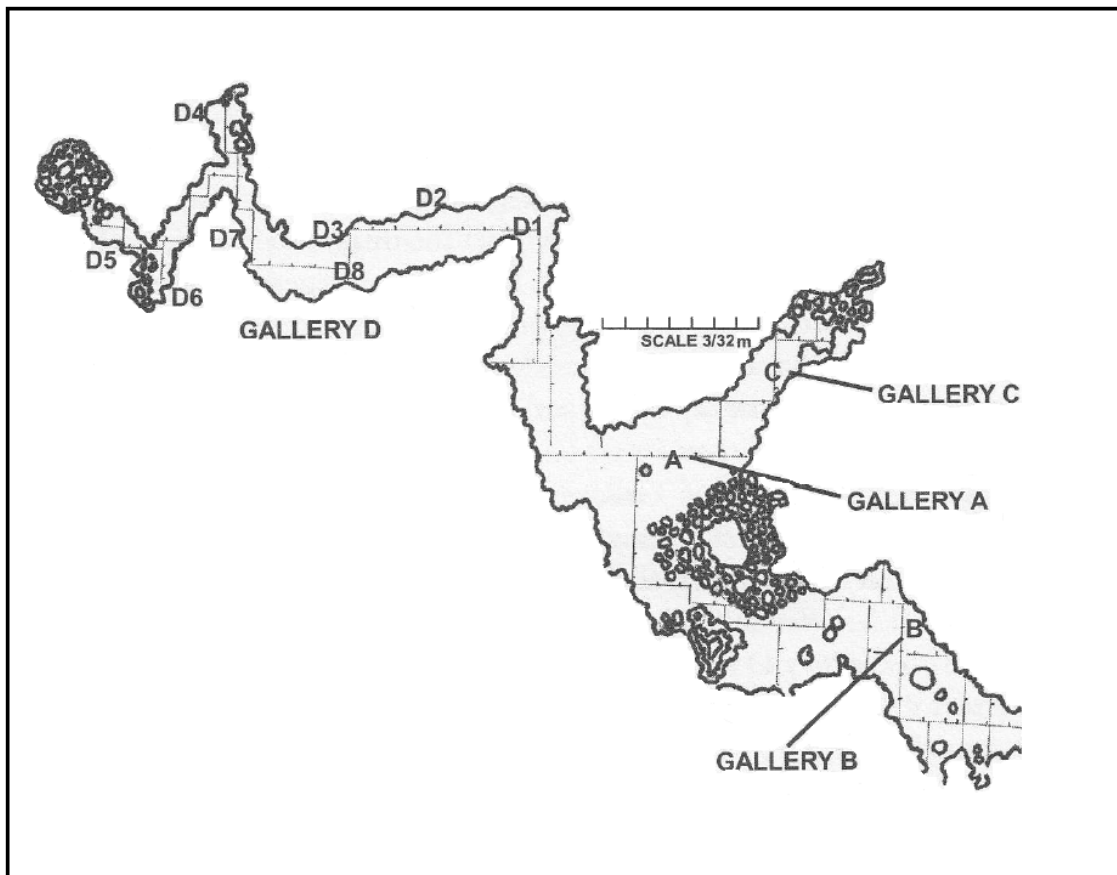 D4
D2
D3
D1
D7
D5
D8
D6
GALLERY D
SCALE 3/32 m
C
GALLERY C
A
GALLERY A
B
GALLERY B